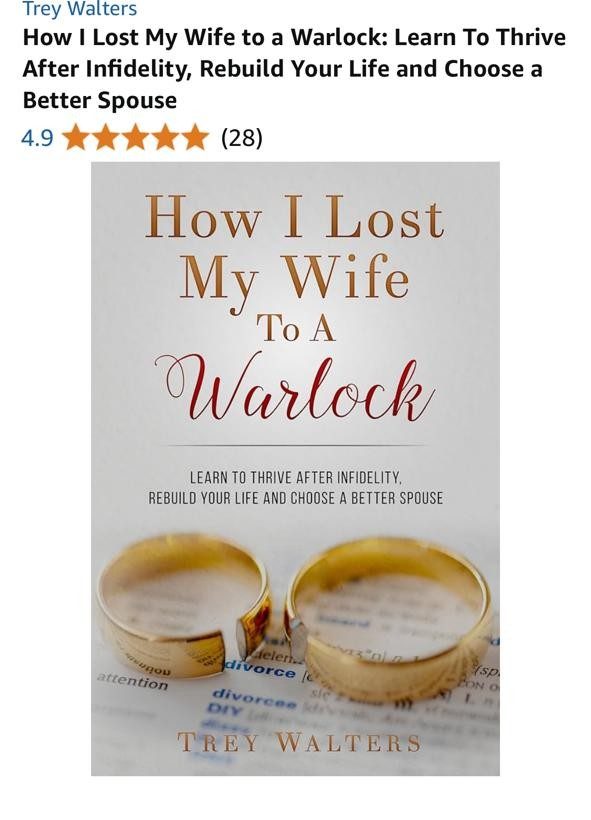 Trey Walters
How I Lost My Wife to a Warlock: Learn To Thrive
After Infidelity, Rebuild Your Life and Choose a
Better Spouse
4.9 (28)
How I Lost
My Wife
To A
Warlock
LEARN TO THRIVE AFTER INFIDELITY,
REBUILD YOUR LIFE AND CHOOSE A BETTER SPOUSE
attention
divorce
divorcee
DIY
TREY WALTERS